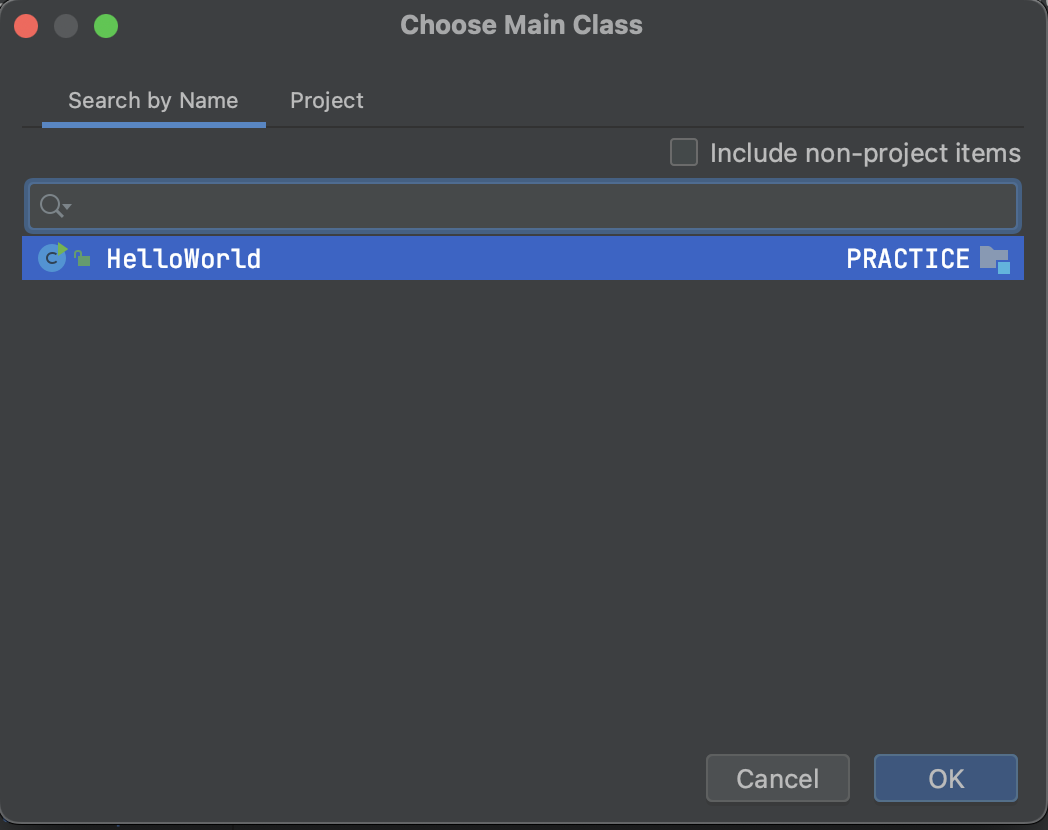 Choose Main Class
Search by Name Project
Include non-project items
HelloWorld PRACTICE
Cancel OK